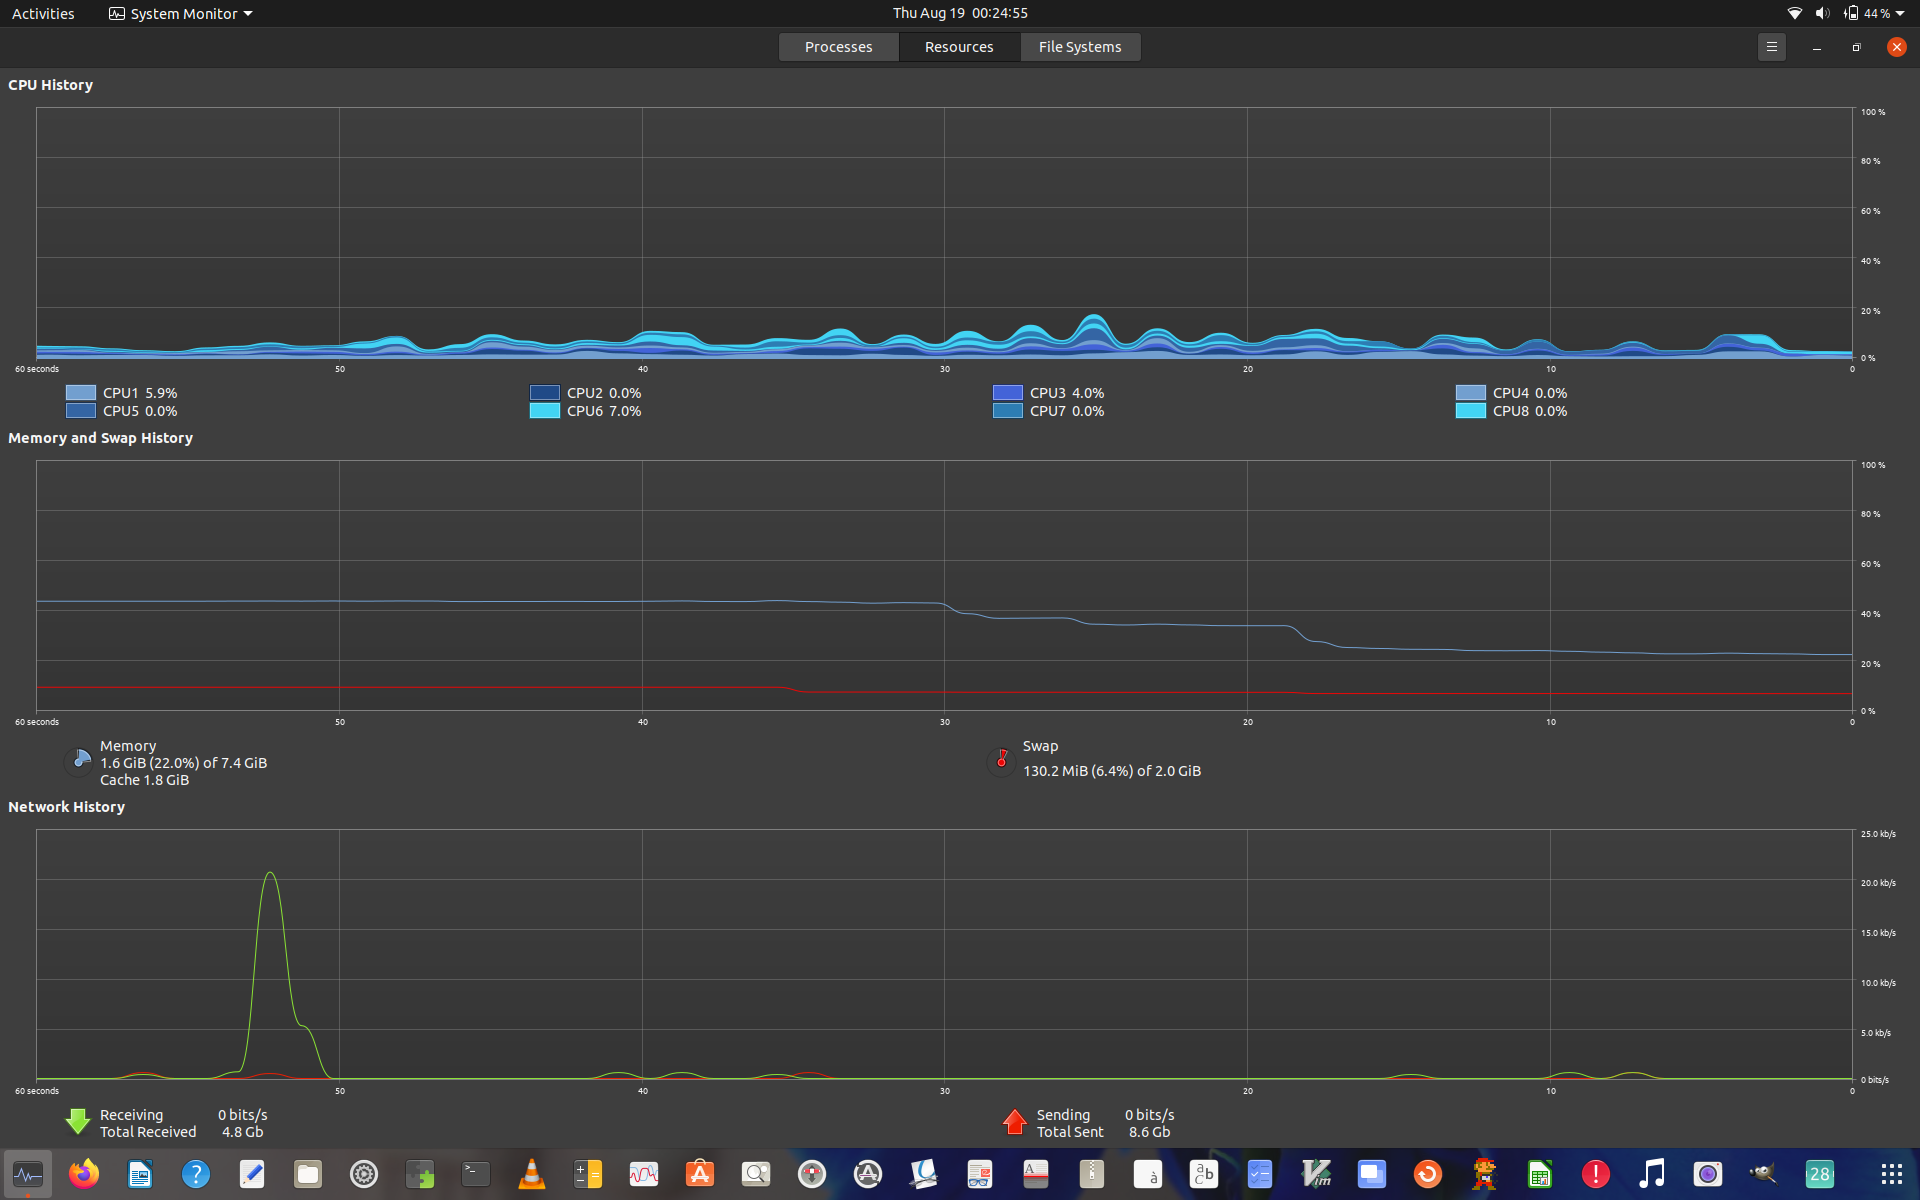 Activities System Monitor Thu Aug 19 00:24:55 44%
Processes Resources File Systems
CPU History
100 %
80 %
60 %
40 %
20 %
0 %
60 seconds 50 40 30 20 10 0
CPU1 5.9% CPU2 0.0% CPU3 4.0% CPU4 0.0%
CPU5 0.0% CPU6 7.0% CPU7 0.0% CPU8 0.0%
Memory and Swap History
100 %
80 %
60 %
40 %
20 %
0 %
60 seconds 50 40 30 20 10 0
Memory
1.6 GiB (22.0%) of 7.4 GiB
Cache 1.8 GiB
Swap
130.2 MiB (6.4%) of 2.0 GiB
Network History
25.0 kb/s
20.0 kb/s
15.0 kb/s
10.0 kb/s
5.0 kb/s
0 bits/s
60 seconds 50 40 30 20 10 0
Receiving 0 bits/s
Total Received 4.8 Gb
Sending 0 bits/s
Total Sent 8.6 Gb
28